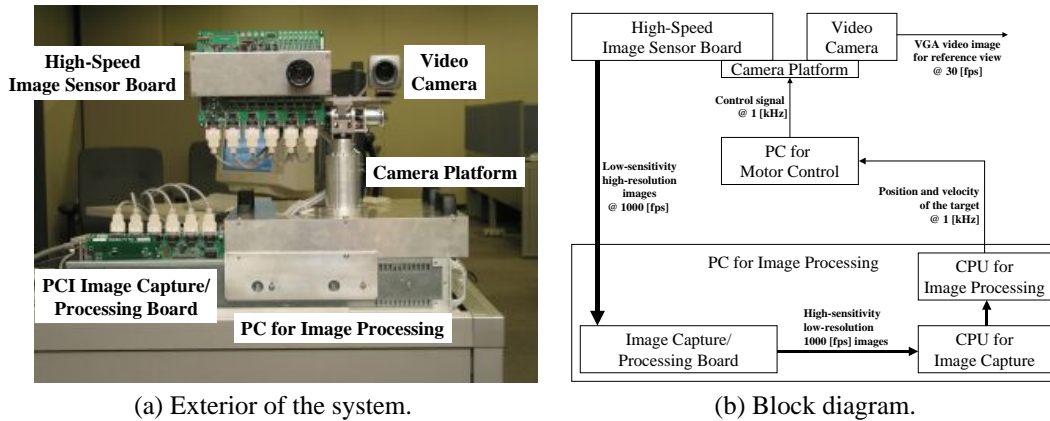 High-Speed
Image Sensor Board
Video
Camera
Camera Platform
PCI Image Capture/
Processing Board
PC for Image Processing
(a) Exterior of the system.
High-Speed
Image Sensor Board
Video
Camera
VGA video image
for reference view
@ 30 [fps]
Camera Platform
Control signal
@ 1 [kHz]
PC for
Motor Control
Low-sensitivity
high-resolution
images
@ 1000 [fps]
Position and velocity
of the target
@ 1 [kHz]
PC for Image Processing
CPU for
Image Processing
Image Capture/
Processing Board
High-sensitivity
low-resolution
1000 [fps] images
CPU for
Image Capture
(b) Block diagram.